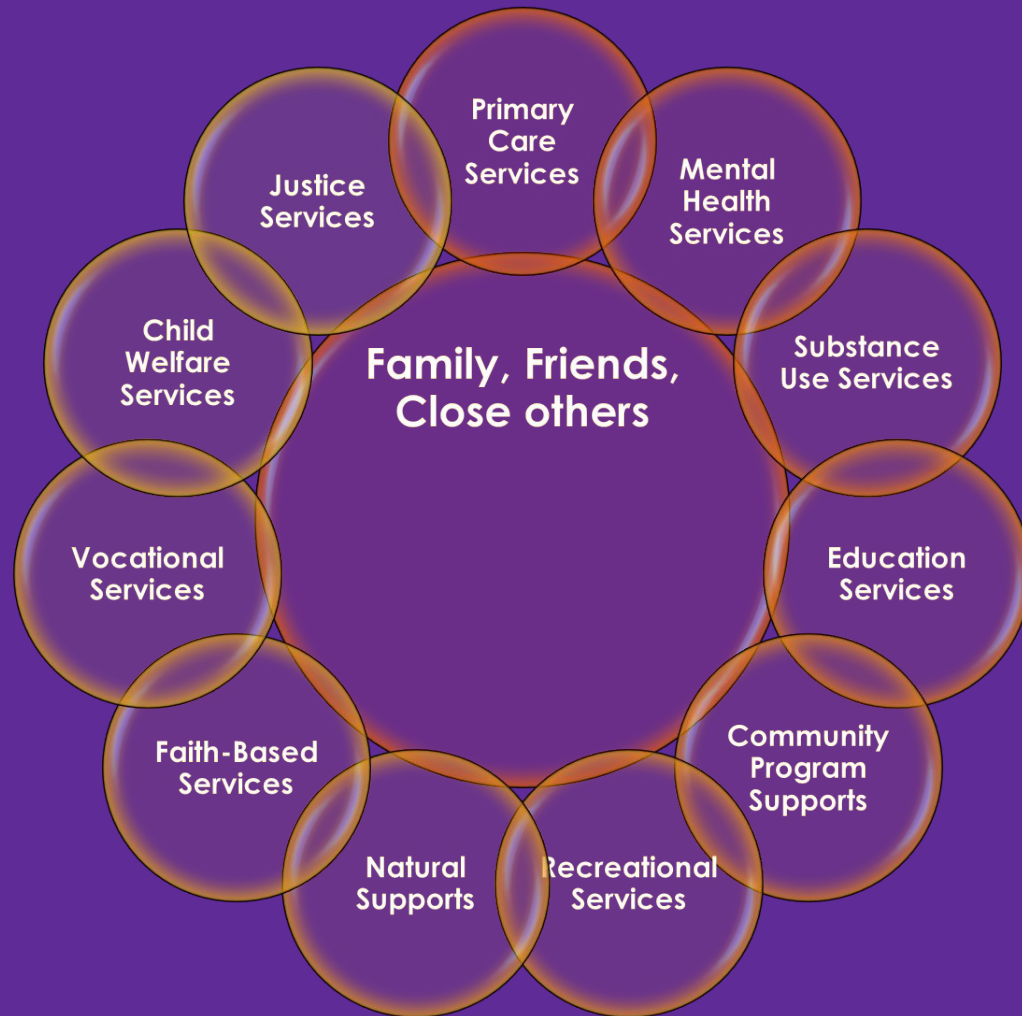 Primary
Care
Services
Mental
Health
Services
Substance
Use Services
Education
Services
Community
Program
Supports
Recreational
Services
Natural
Supports
Faith-Based
Services
Vocational
Services
Child
Welfare
Services
Justice
Services
Family, Friends,
Close others